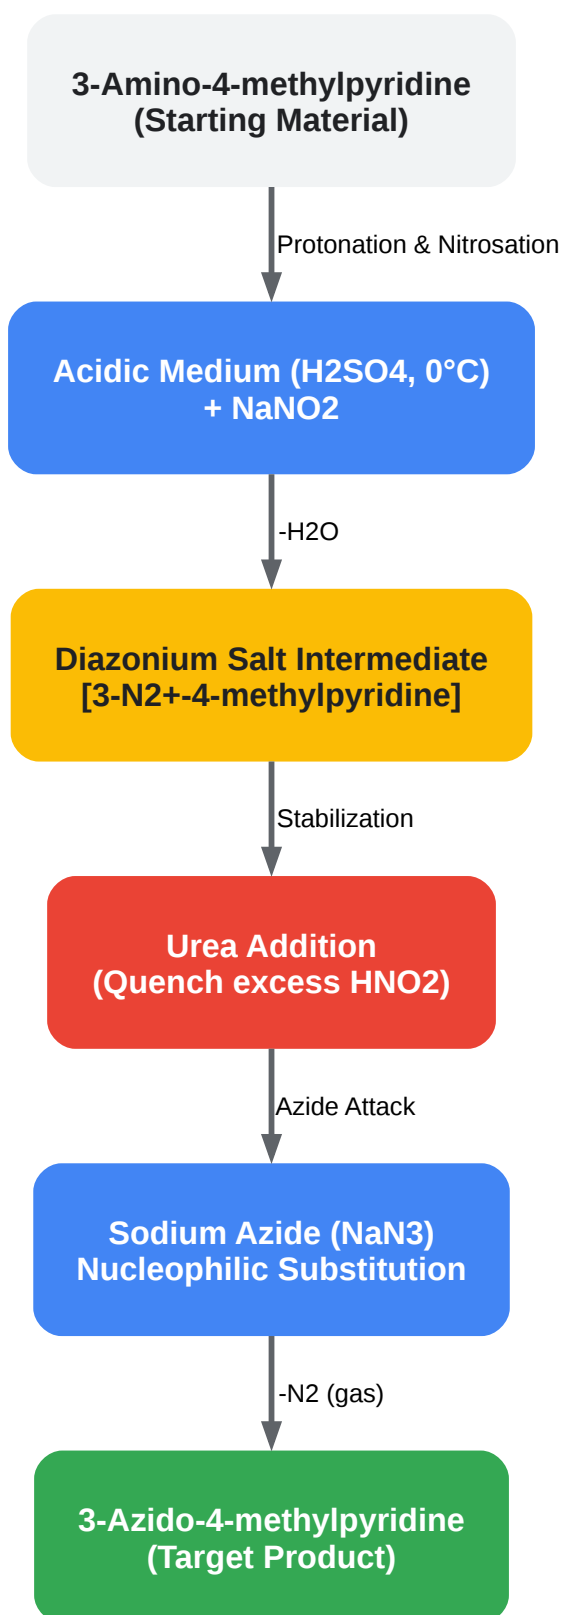 3-Amino-4-methylpyridine
(Starting Material)
Protonation & Nitrosation
Acidic Medium (H2SO4, 0°C)
+ NaNO2
-H2O
Diazonium Salt Intermediate
[3-N2+-4-methylpyridine]
Stabilization
Urea Addition
(Quench excess HNO2)
Azide Attack
Sodium Azide (NaN3)
Nucleophilic Substitution
-N2 (gas)
3-Azido-4-methylpyridine
(Target Product)